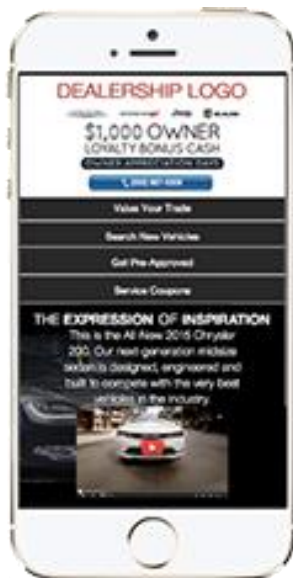 DEALERSHIP LOGO
$1,000 OWNER
LOYALTY BONUS CASH
OWNER APPRECIATION DAYS
Value Your Trade
Search New Vehicles
Get Pre-Approved
Service Coupons
THE EXPRESSION OF INSPIRATION
This is the All-New 2015 Chrysler
200. Our next generation midsize
sedan is designed, engineered and
built to compete with the very best
vehicles in the industry.